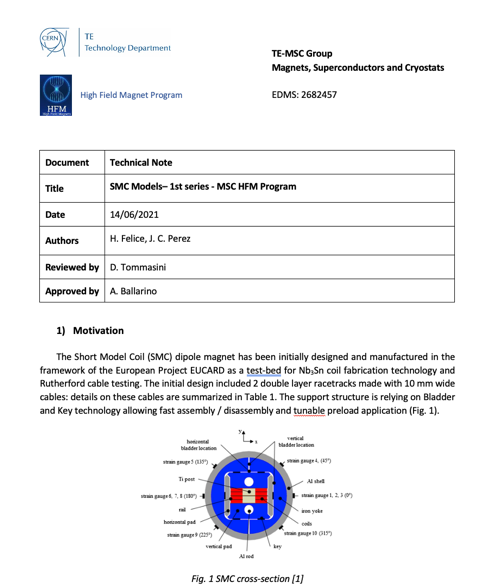 CERN
TE
Technology Department
TE-MSC Group
Magnets, Superconductors and Cryostats
HFM
High Field Magnets
High Field Magnet Program
EDMS: 2682457
Document Technical Note
Title SMC Models– 1st series - MSC HFM Program
Date 14/06/2021
Authors H. Felice, J. C. Perez
Reviewed by D. Tommasini
Approved by A. Ballarino
1) Motivation
The Short Model Coil (SMC) dipole magnet has been initially designed and manufactured in the
framework of the European Project EUCARD as a test-bed for Nb₃Sn coil fabrication technology and
Rutherford cable testing. The initial design included 2 double layer racetracks made with 10 mm wide
cables: details on these cables are summarized in Table 1. The support structure is relying on Bladder
and Key technology allowing fast assembly / disassembly and tunable preload application (Fig. 1).
y
x
horizontal
bladder location
vertical
bladder location
strain gauge 5 (135°)
strain gauge 4, (45°)
Ti post
Al shell
strain gauge 6, 7, 8 (180°)
strain gauge 1, 2, 3 (0°)
rail
iron yoke
horizontal pad
coils
strain gauge 9 (225°)
strain gauge 10 (315°)
vertical pad
key
Al rod
Fig. 1 SMC cross-section [1]